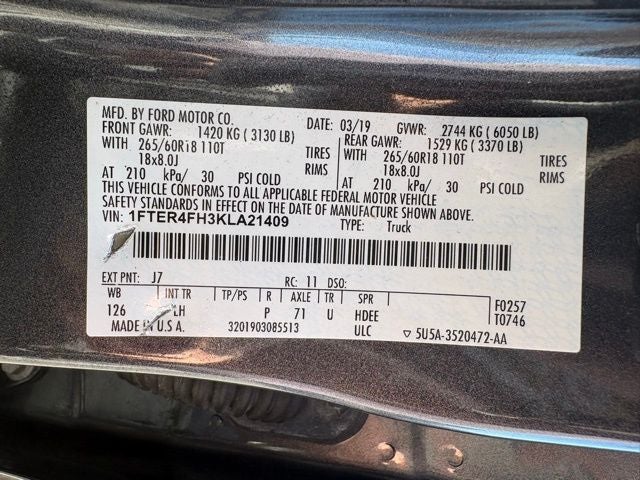 MFD. BY FORD MOTOR CO. DATE: 03/19 GVWR: 2744 KG ( 6050 LB)
FRONT GAWR: 1420 KG ( 3130 LB) REAR GAWR: 1529 KG ( 3370 LB)
WITH 265/60R18 110T TIRES WITH 265/60R18 110T TIRES
18x8.0J RIMS 18x8.0J RIMS
AT 210 kPa/ 30 PSI COLD AT 210 kPa/ 30 PSI COLD
THIS VEHICLE CONFORMS TO ALL APPLICABLE FEDERAL MOTOR VEHICLE
SAFETY STANDARDS IN EFFECT ON THE DATE OF MANUFACTURE SHOWN ABOVE.
VIN: 1FTER4FH3KLA21409 TYPE: Truck
EXT PNT: J7 RC: 11 DSO:
WB INT TR TP/PS R AXLE TR SPR F0257
126 LH P 71 U HDEE T0746
MADE IN U.S.A. 3201903085513 ULC ▽ 5U5A-3520472-AA